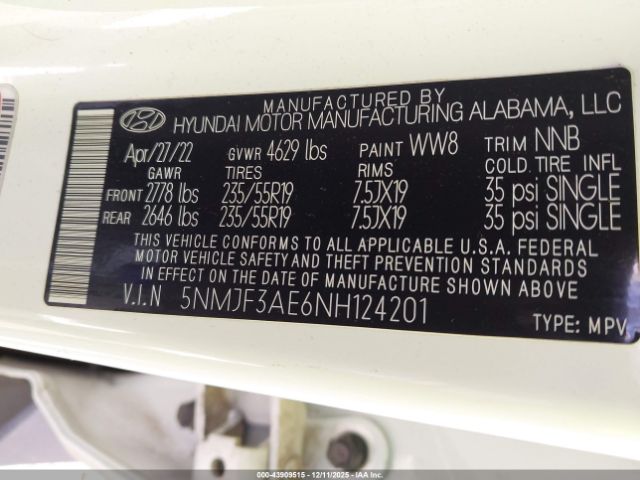 MANUFACTURED BY
HYUNDAI MOTOR MANUFACTURING ALABAMA, LLC
Apr/27/22 GVWR 4629 lbs PAINT WW8 TRIM NNB
GAWR TIRES RIMS COLD TIRE INFL
FRONT 2778 lbs 235/55R19 7.5JX19 35 psi SINGLE
REAR 2646 lbs 235/55R19 7.5JX19 35 psi SINGLE
THIS VEHICLE CONFORMS TO ALL APPLICABLE U.S.A. FEDERAL
MOTOR VEHICLE SAFETY AND THEFT PREVENTION STANDARDS
IN EFFECT ON THE DATE OF MANUFACTURE SHOWN ABOVE.
V.I.N 5NMJF3AE6NH124201
TYPE: MPV
© IAAI 000-43909515 - 12/11/2025 - IAAI, Inc.